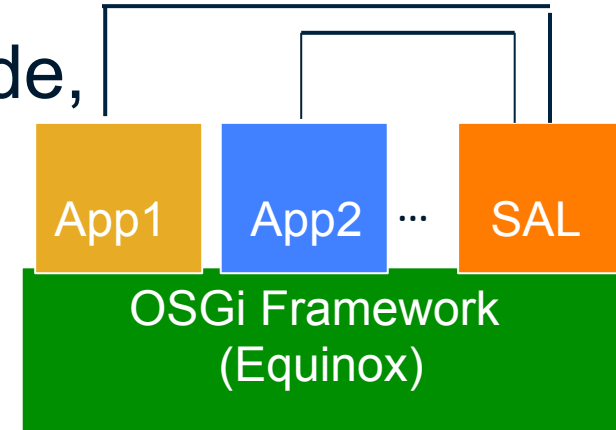 de,
App1 App2 ... SAL
OSGi Framework
(Equinox)